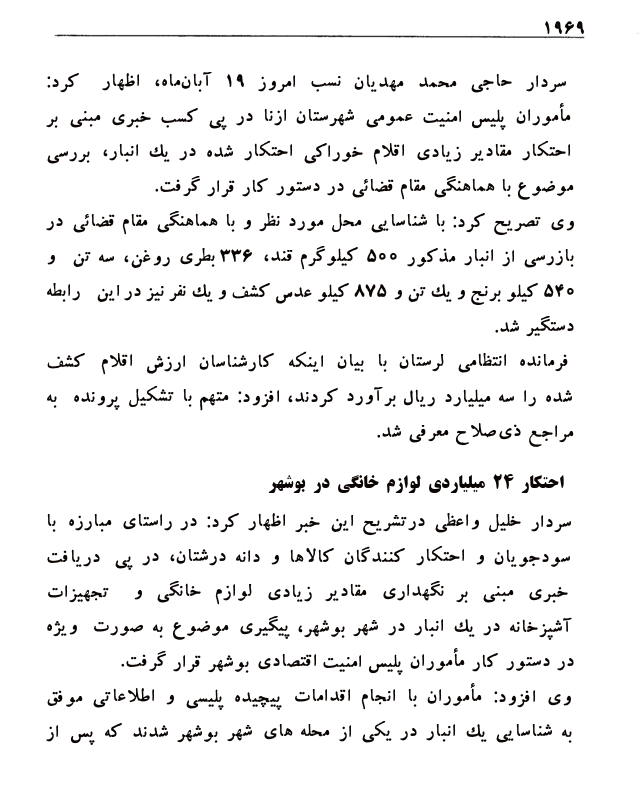 ۱۹۶۹
سردار حاجی محمد مهدیان نسب امروز ۱۹ آبان‌ماه، اظهار کرد:
مأموران پلیس امنیت عمومی شهرستان ازنا در پی کسب خبری مبنی بر
احتکار مقادیر زیادی اقلام خوراکی احتکار شده در یك انبار، بررسی
موضوع با هماهنگی مقام قضائی در دستور کار قرار گرفت.
وی تصریح کرد: با شناسایی محل مورد نظر و با هماهنگی مقام قضائی در
بازرسی از انبار مذکور ۵۰۰ کیلوگرم قند، ۳۳۶ بطری روغن، سه تن و
۵۴۰ کیلو برنج و یك تن و ۸۷۵ کیلو عدس کشف و یك نفر نیز در این رابطه
دستگیر شد.
فرمانده انتظامی لرستان با بیان اینکه کارشناسان ارزش اقلام کشف
شده را سه میلیارد ریال برآورد کردند، افزود: متهم با تشکیل پرونده به
مراجع ذی‌صلاح معرفی شد.
احتکار ۲۴ میلیاردی لوازم خانگی در بوشهر
سردار خلیل واعظی درتشریح این خبر اظهار کرد: در راستای مبارزه با
سودجویان و احتکار کنندگان کالاها و دانه درشتان، در پی دریافت
خبری مبنی بر نگهداری مقادیر زیادی لوازم خانگی و تجهیزات
آشپزخانه در یك انبار در شهر بوشهر، پیگیری موضوع به صورت ویژه
در دستور کار مأموران پلیس امنیت اقتصادی بوشهر قرار گرفت.
وی افزود: مأموران با انجام اقدامات پیچیده پلیسی و اطلاعاتی موفق
به شناسایی یك انبار در یکی از محله های شهر بوشهر شدند که پس از